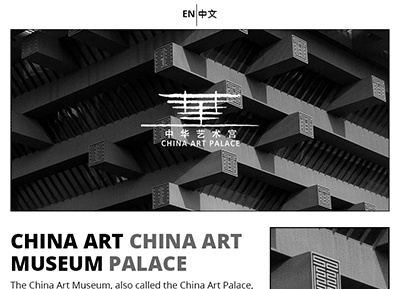 EN 中文
中华艺术宫
CHINA ART PALACE
CHINA ART CHINA ART
MUSEUM PALACE
The China Art Museum, also called the China Art Palace,